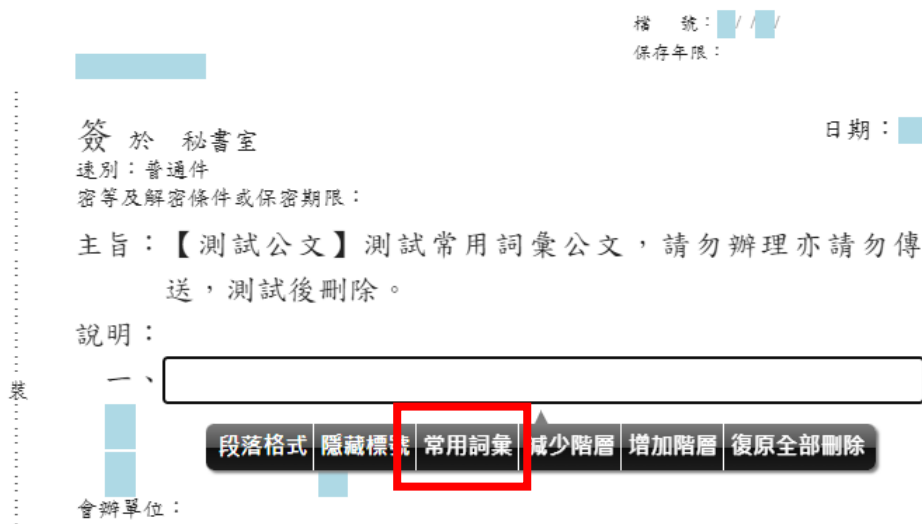 檔 號： / / /
保存年限：
簽 於 秘書室
日期：
速別：普通件
密等及解密條件或保密期限：
主旨：【測試公文】測試常用詞彙公文，請勿辦理亦請勿傳
送，測試後刪除。
說明：
一、
裝
段落格式 隱藏標號 常用詞彙 減少階層 增加階層 復原全部刪除
會辦單位：